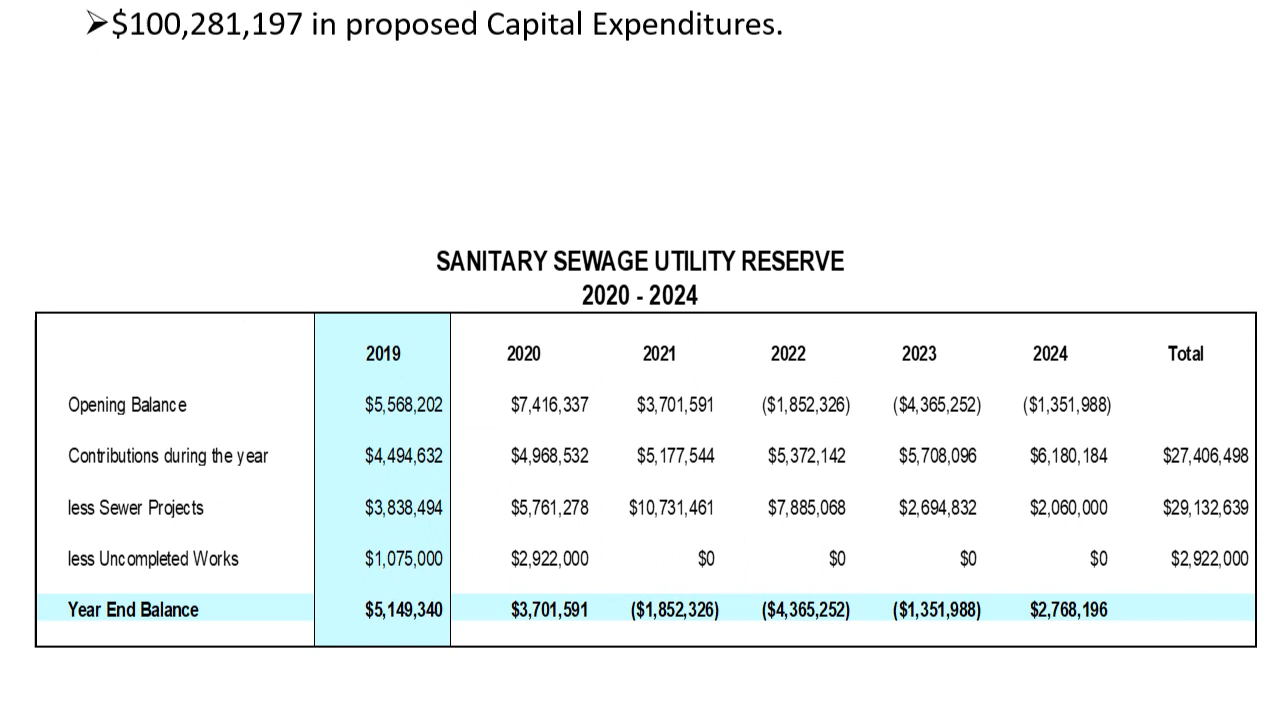 ➢$100,281,197 in proposed Capital Expenditures.
SANITARY SEWAGE UTILITY RESERVE
2020 - 2024
2019 2020 2021 2022 2023 2024 Total
Opening Balance $5,568,202 $7,416,337 $3,701,591 ($1,852,326) ($4,365,252) ($1,351,988)
Contributions during the year $4,494,632 $4,968,532 $5,177,544 $5,372,142 $5,708,096 $6,180,184 $27,406,498
less Sewer Projects $3,838,494 $5,761,278 $10,731,461 $7,885,068 $2,694,832 $2,060,000 $29,132,639
less Uncompleted Works $1,075,000 $2,922,000 $0 $0 $0 $0 $2,922,000
Year End Balance $5,149,340 $3,701,591 ($1,852,326) ($4,365,252) ($1,351,988) $2,768,196